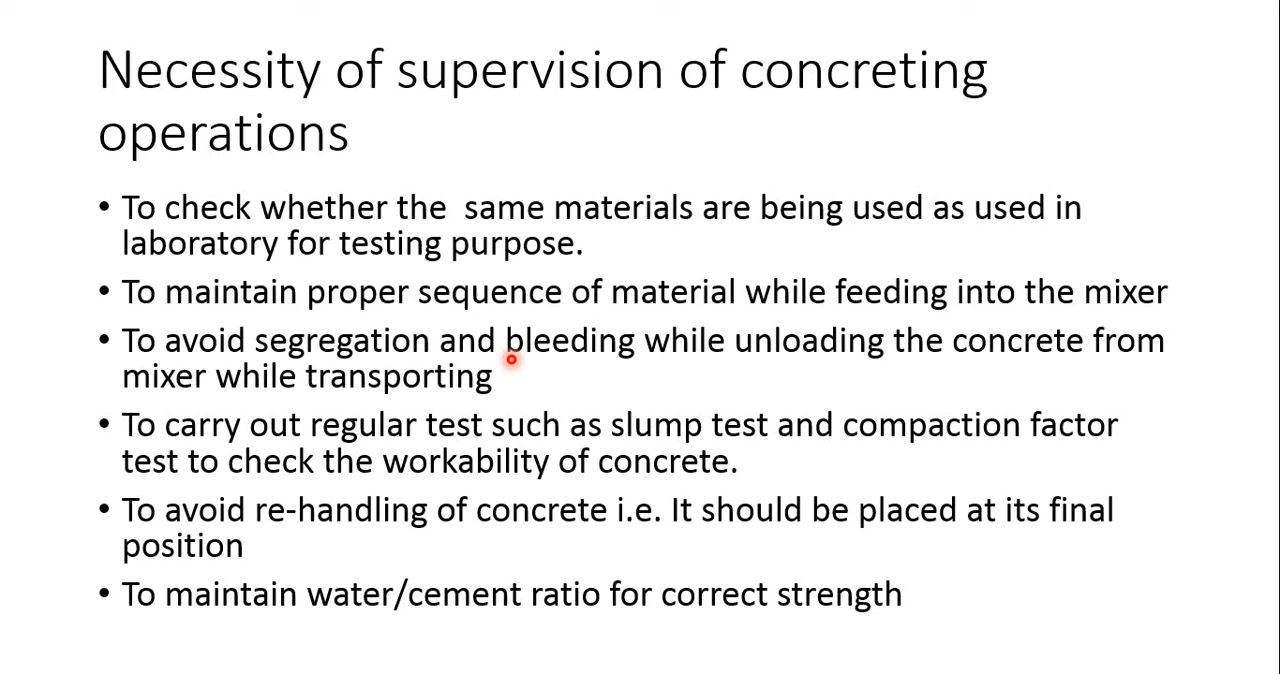 Necessity of supervision of concreting
operations
• To check whether the  same materials are being used as used in
laboratory for testing purpose.
• To maintain proper sequence of material while feeding into the mixer
• To avoid segregation and bleeding while unloading the concrete from
mixer while transporting
• To carry out regular test such as slump test and compaction factor
test to check the workability of concrete.
• To avoid re-handling of concrete i.e. It should be placed at its final
position
• To maintain water/cement ratio for correct strength